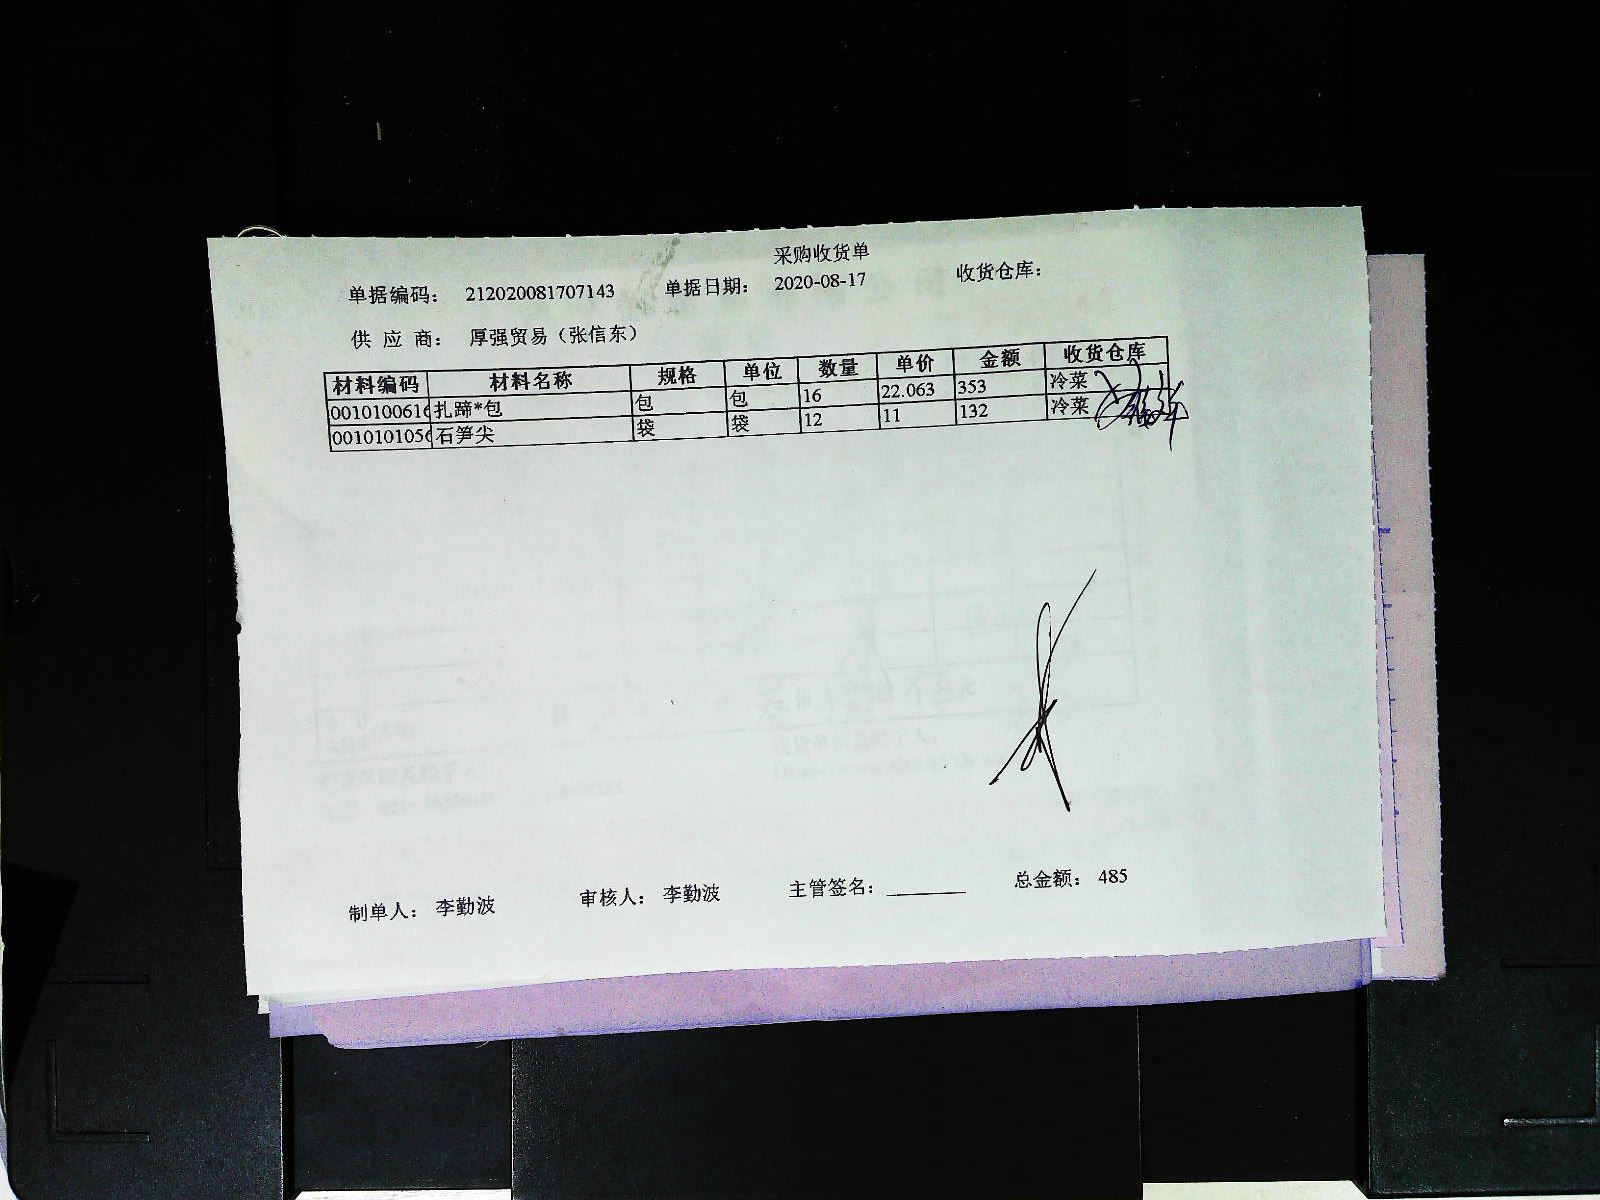 采购收货单
单据编码： 212020081707143 单据日期： 2020-08-17 收货仓库：
供 应 商： 厚强贸易（张信东）
材料编码 材料名称 规格 单位 数量 单价 金额 收货仓库
0010100616 扎蹄*包 包 包 16 22.063 353 冷菜
0010101056 石笋尖 袋 袋 12 11 132 冷菜
制单人： 李勤波 审核人： 李勤波 主管签名： 总金额： 485